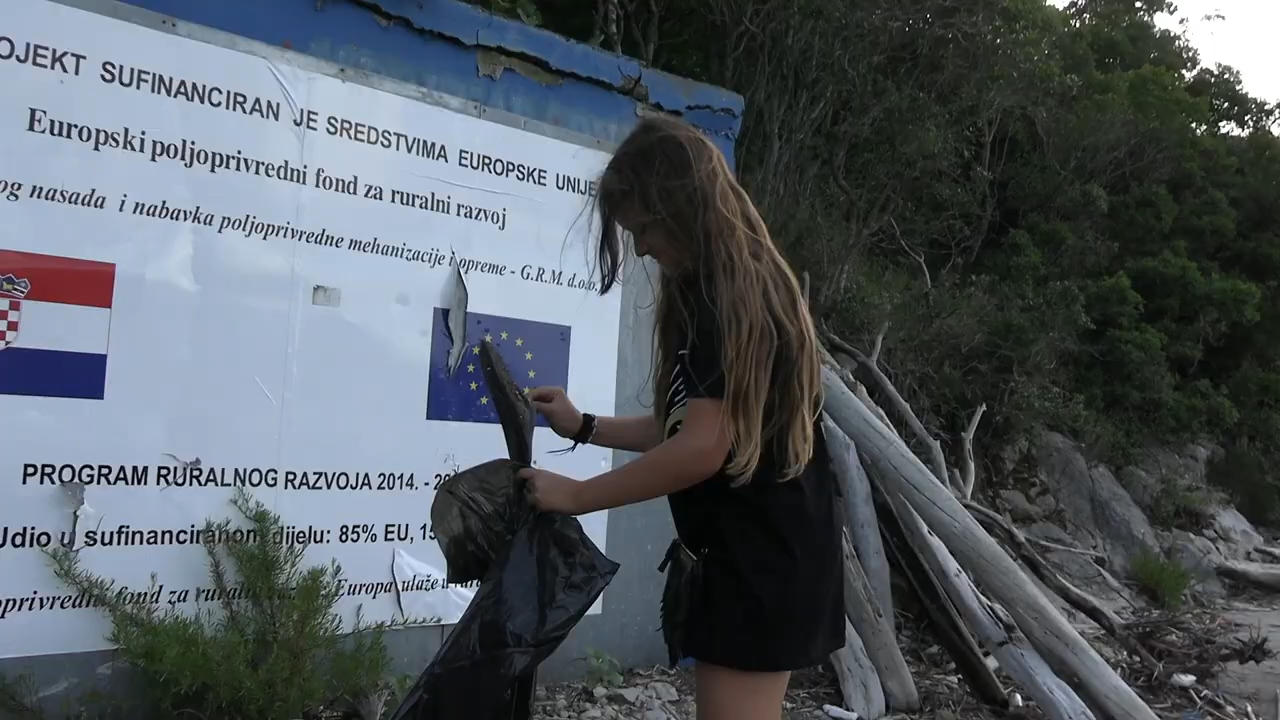 OJEKT SUFINANCIRAN JE SREDSTVIMA EUROPSKE UNIJE
Europski poljoprivredni fond za ruralni razvoj
og nasada i nabavka poljoprivredne mehanizacije i opreme - G.R.M. d.o.o.
PROGRAM RURALNOG RAZVOJA 2014. - 20
Udio u sufinanciranom dijelu: 85% EU, 15
oprivredni fond za ruralni Europa ulaže u